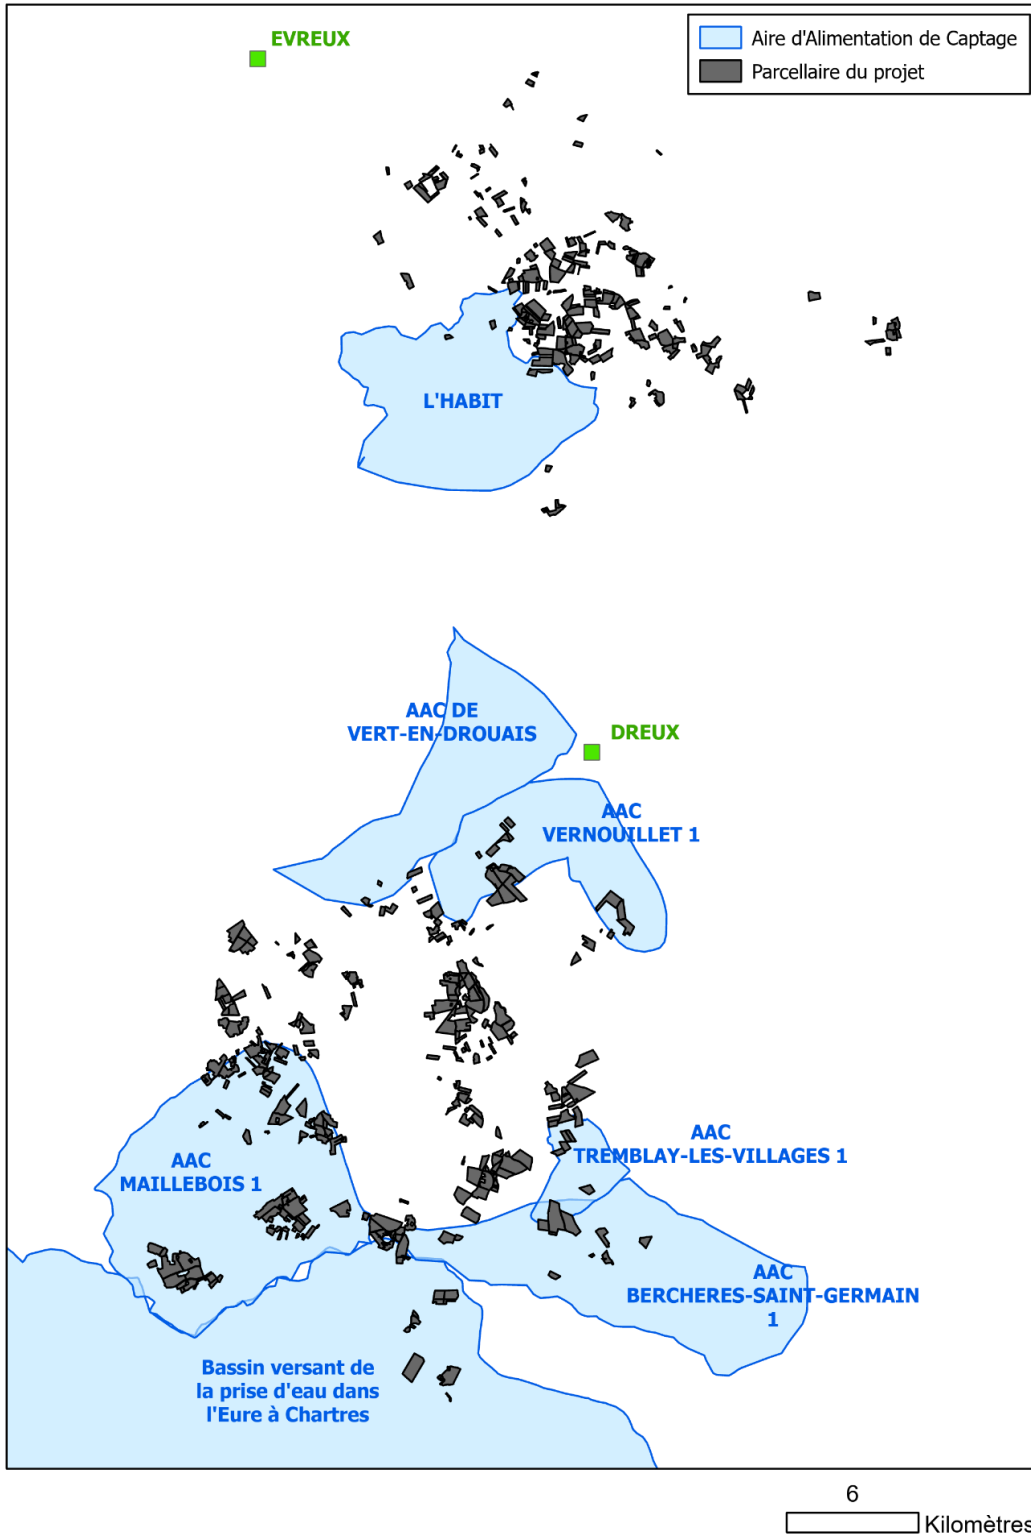 EVREUX
Aire d'Alimentation de Captage
Parcellaire du projet
L'HABIT
AAC DE
VERT-EN-DROUAIS
DREUX
AAC
VERNOUILLET 1
AAC
TREMBLAY-LES-VILLAGES 1
AAC
MAILLEBOIS 1
AAC
BERCHERES-SAINT-GERMAIN
1
Bassin versant de
la prise d'eau dans
l'Eure à Chartres
6
Kilomètres